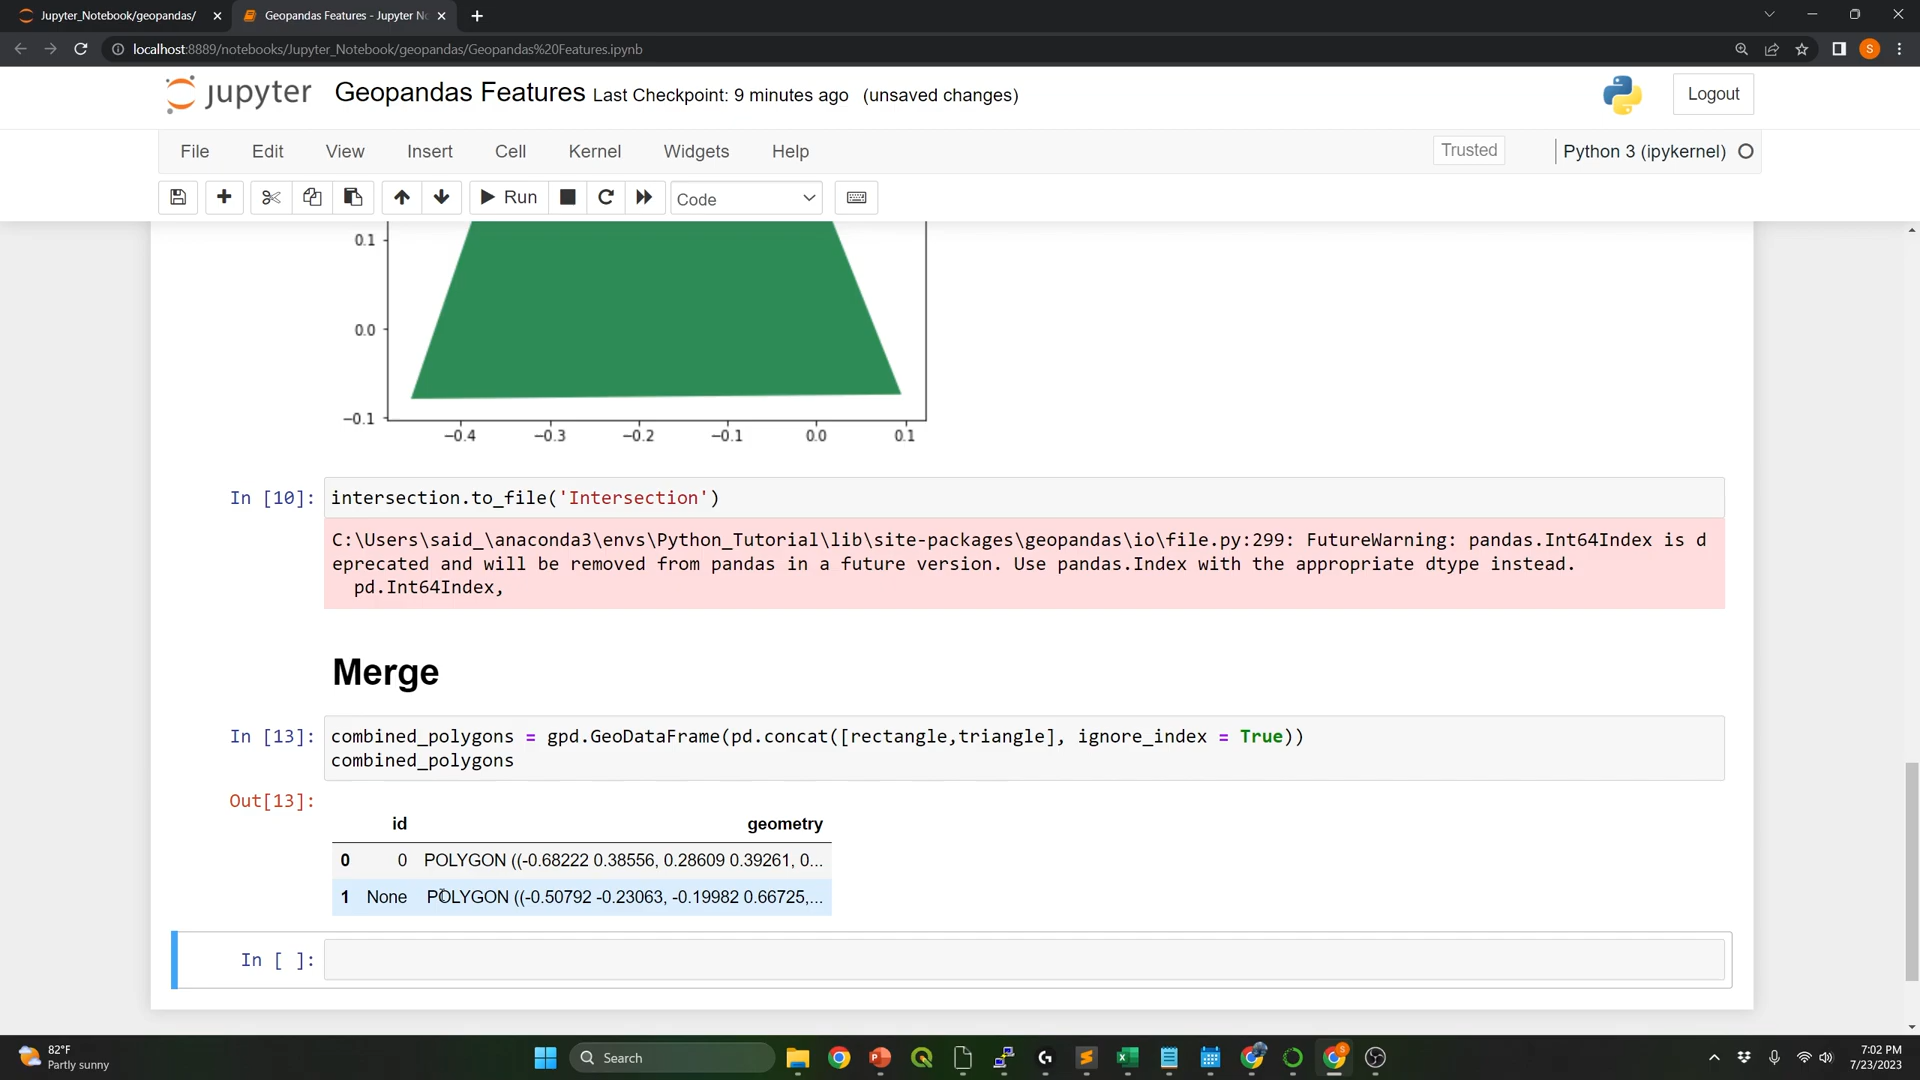 Jupyter_Notebook/geopandas/
Geopandas Features - Jupyter No
localhost:8889/notebooks/Jupyter_Notebook/geopandas/Geopandas%20Features.ipynb
S
jupyter Geopandas Features Last Checkpoint: 9 minutes ago (unsaved changes)
Logout
File Edit View Insert Cell Kernel Widgets Help
Trusted
Python 3 (ipykernel)
Run
Code
0.1
0.0
−0.1
−0.4 −0.3 −0.2 −0.1 0.0 0.1
In [10]: intersection.to_file('Intersection')
C:\Users\said_\anaconda3\envs\Python_Tutorial\lib\site-packages\geopandas\io\file.py:299: FutureWarning: pandas.Int64Index is d
eprecated and will be removed from pandas in a future version. Use pandas.Index with the appropriate dtype instead.
pd.Int64Index,
Merge
In [13]: combined_polygons = gpd.GeoDataFrame(pd.concat([rectangle,triangle], ignore_index = True))
combined_polygons
Out[13]:
id geometry
0 0 POLYGON ((-0.68222 0.38556, 0.28609 0.39261, 0...
1 None POLYGON ((-0.50792 -0.23063, -0.19982 0.66725,...
In [ ]:
82°F
Partly sunny
Search
7:02 PM
7/23/2023